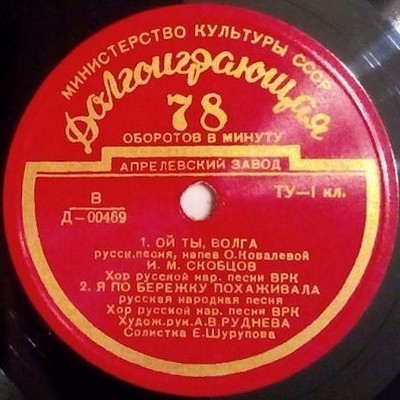 МИНИСТЕРСТВО КУЛЬТУРЫ СССР
Долгоиграющая
78
ОБОРОТОВ В МИНУТУ
АПРЕЛЕВСКИЙ ЗАВОД
В
Д-00469
ТУ-I кл.
1. ОЙ ТЫ, ВОЛГА
русск.песня, напев О.Ковалевой
И. М. СКОБЦОВ
Хор русской нар. песни ВРК
2. Я ПО БЕРЕЖКУ ПОХАЖИВАЛА
русская народная песня
Хор русской нар. песни ВРК
Худож.рук.А.В.РУДНЕВА
Солистка Е.Шурупова